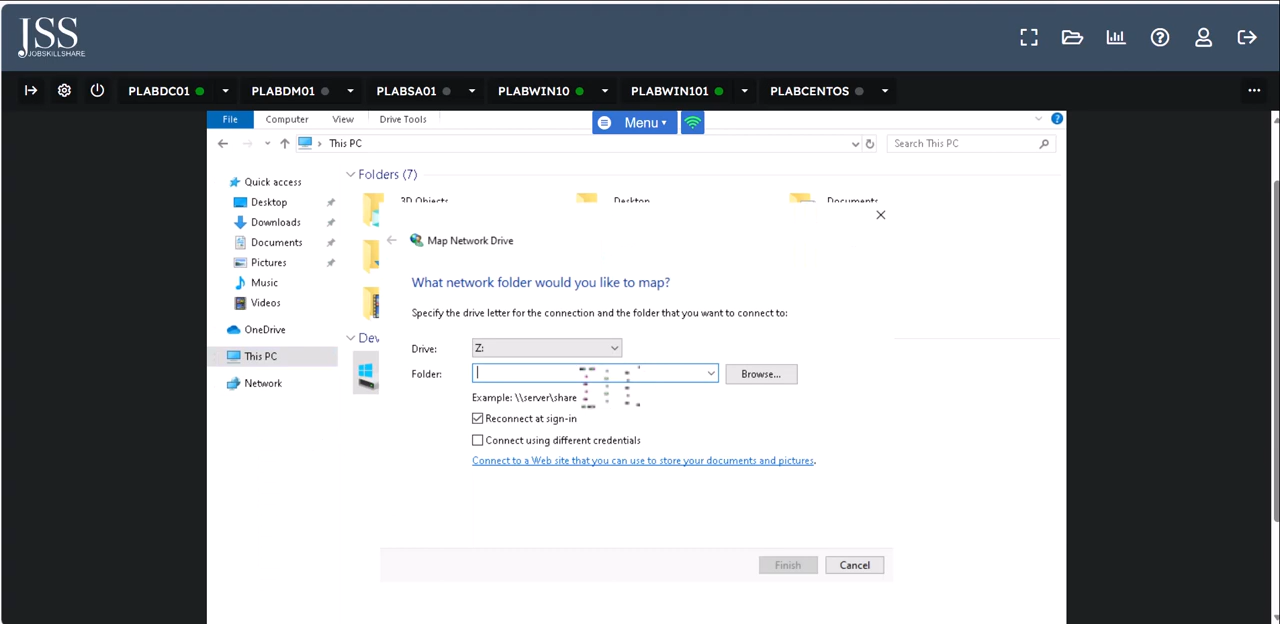 JSS
JOBSKILLSHARE
PLABDC01
PLABDM01
PLABSA01
PLABWIN10
PLABWIN101
PLABCENTOS
File
Computer
View
Drive Tools
Menu
This PC
Search This PC
Quick access
Desktop
Downloads
Documents
Pictures
Music
Videos
OneDrive
This PC
Network
Folders (7)
3D Objects
Desktop
Documents
Dev
Map Network Drive
What network folder would you like to map?
Specify the drive letter for the connection and the folder that you want to connect to:
Drive:
Z:
Folder:
Browse...
Example: \\server\share
Reconnect at sign-in
Connect using different credentials
Connect to a Web site that you can use to store your documents and pictures.
Finish
Cancel